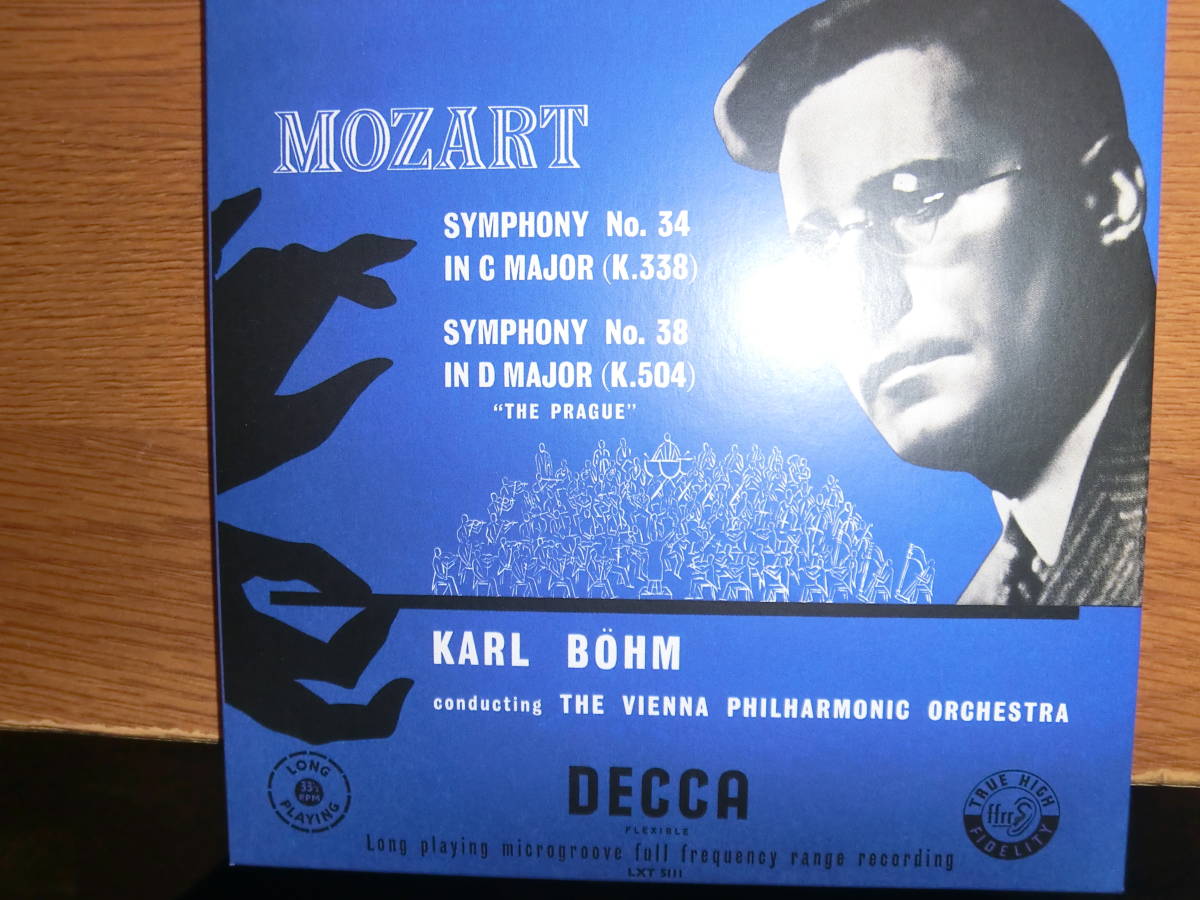 MOZART
SYMPHONY No. 34
IN C MAJOR (K.338)
SYMPHONY No. 38
IN D MAJOR (K.504)
"THE PRAGUE"
KARL BÖHM
conducting THE VIENNA PHILHARMONIC ORCHESTRA
LONG
33⅓
RPM
PLAYING
DECCA
FLEXIBLE
TRUE HIGH
ffrr
FIDELITY
Long playing microgroove full frequency range recording
LXT 5111